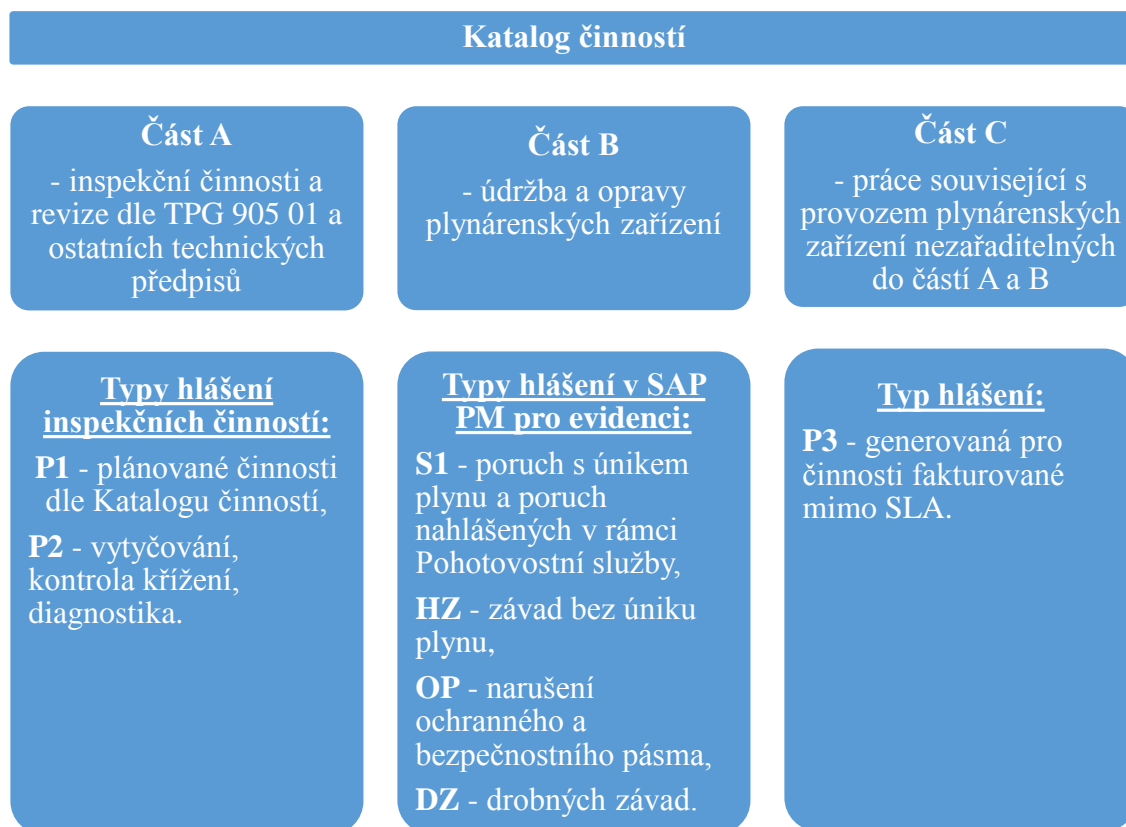 Katalog činností
Část A
- inspekční činnosti a
revize dle TPG 905 01 a
ostatních technických
předpisů
Část B
- údržba a opravy
plynárenských zařízení
Část C
- práce související s
provozem plynárenských
zařízení nezařaditelných
do částí A a B
Typy hlášení
inspekčních činností:
P1 - plánované činnosti
dle Katalogu činností,
P2 - vytyčování,
kontrola křížení,
diagnostika.
Typy hlášení v SAP
PM pro evidenci:
S1 - poruch s únikem
plynu a poruch
nahlášených v rámci
Pohotovostní služby,
HZ - závad bez úniku
plynu,
OP - narušení
ochranného a
bezpečnostního pásma,
DZ - drobných závad.
Typ hlášení:
P3 - generovaná pro
činnosti fakturované
mimo SLA.